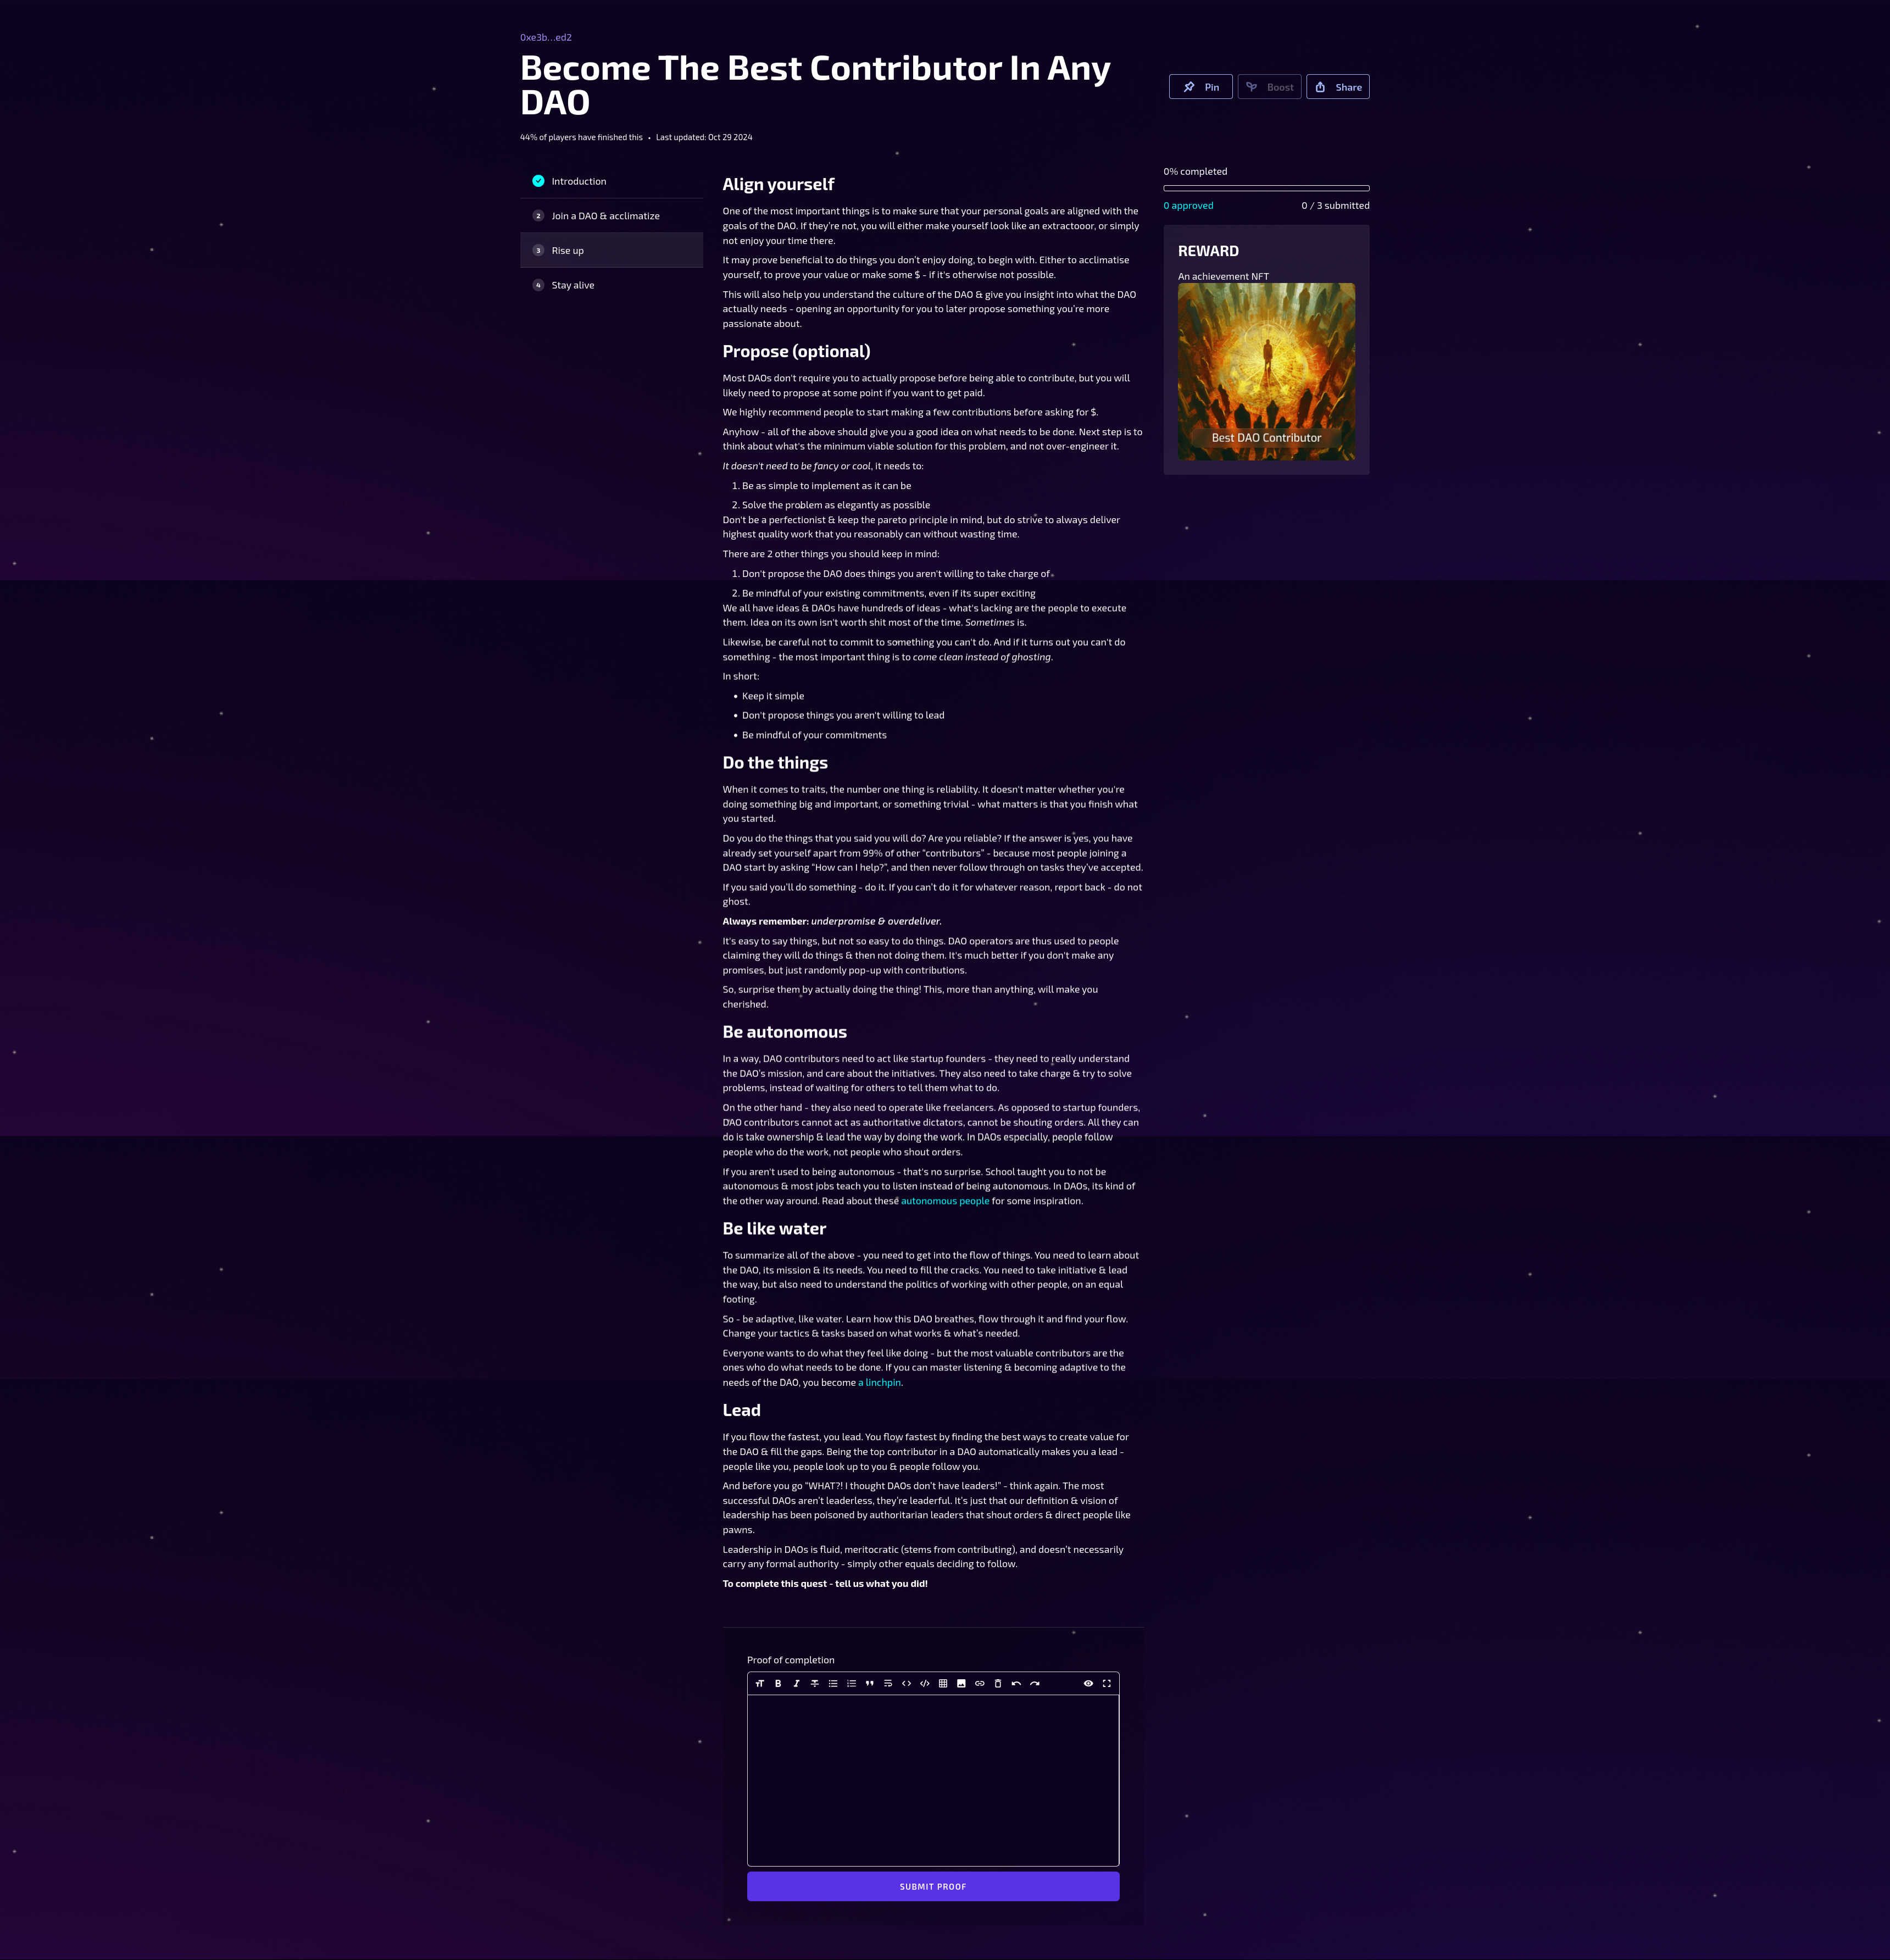 0xe3b...ed2
Become The Best Contributor In Any
DAO
Pin
Boost
Share
44% of players have finished this • Last updated: Oct 29 2024
Introduction
2 Join a DAO & acclimatize
3 Rise up
4 Stay alive
Align yourself
One of the most important things is to make sure that your personal goals are aligned with the
goals of the DAO. If they're not, you will either make yourself look like an extractooor, or simply
not enjoy your time there.
It may prove beneficial to do things you don't enjoy doing, to begin with. Either to acclimatise
yourself, to prove your value or make some $ - if it's otherwise not possible.
This will also help you understand the culture of the DAO & give you insight into what the DAO
actually needs - opening an opportunity for you to later propose something you're more
passionate about.
Propose (optional)
Most DAOs don't require you to actually propose before being able to contribute, but you will
likely need to propose at some point if you want to get paid.
We highly recommend people to start making a few contributions before asking for $.
Anyhow - all of the above should give you a good idea on what needs to be done. Next step is to
think about what's the minimum viable solution for this problem, and not over-engineer it.
It doesn't need to be fancy or cool, it needs to:
1. Be as simple to implement as it can be
2. Solve the problem as elegantly as possible
Don't be a perfectionist & keep the pareto principle in mind, but do strive to always deliver
highest quality work that you reasonably can without wasting time.
There are 2 other things you should keep in mind:
1. Don't propose the DAO does things you aren't willing to take charge of
2. Be mindful of your existing commitments, even if its super exciting
We all have ideas & DAOs have hundreds of ideas - what's lacking are the people to execute
them. Idea on its own isn't worth shit most of the time. Sometimes is.
Likewise, be careful not to commit to something you can't do. And if it turns out you can't do
something - the most important thing is to come clean instead of ghosting.
In short:
• Keep it simple
• Don't propose things you aren't willing to lead
• Be mindful of your commitments
Do the things
When it comes to traits, the number one thing is reliability. It doesn't matter whether you're
doing something big and important, or something trivial - what matters is that you finish what
you started.
Do you do the things that you said you will do? Are you reliable? If the answer is yes, you have
already set yourself apart from 99% of other "contributors" - because most people joining a
DAO start by asking "How can I help?", and then never follow through on tasks they've accepted.
If you said you'll do something - do it. If you can't do it for whatever reason, report back - do not
ghost.
Always remember: underpromise & overdeliver.
It's easy to say things, but not so easy to do things. DAO operators are thus used to people
claiming they will do things & then not doing them. It's much better if you don't make any
promises, but just randomly pop-up with contributions.
So, surprise them by actually doing the thing! This, more than anything, will make you
cherished.
Be autonomous
In a way, DAO contributors need to act like startup founders - they need to really understand
the DAO's mission, and care about the initiatives. They also need to take charge & try to solve
problems, instead of waiting for others to tell them what to do.
On the other hand - they also need to operate like freelancers. As opposed to startup founders,
DAO contributors cannot act as authoritative dictators, cannot be shouting orders. All they can
do is take ownership & lead the way by doing the work. In DAOs especially, people follow
people who do the work, not people who shout orders.
If you aren't used to being autonomous - that's no surprise. School taught you to not be
autonomous & most jobs teach you to listen instead of being autonomous. In DAOs, its kind of
the other way around. Read about these autonomous people for some inspiration.
Be like water
To summarize all of the above - you need to get into the flow of things. You need to learn about
the DAO, its mission & its needs. You need to fill the cracks. You need to take initiative & lead
the way, but also need to understand the politics of working with other people, on an equal
footing.
So - be adaptive, like water. Learn how this DAO breathes, flow through it and find your flow.
Change your tactics & tasks based on what works & what's needed.
Everyone wants to do what they feel like doing - but the most valuable contributors are the
ones who do what needs to be done. If you can master listening & becoming adaptive to the
needs of the DAO, you become a linchpin.
Lead
If you flow the fastest, you lead. You flow fastest by finding the best ways to create value for
the DAO & fill the gaps. Being the top contributor in a DAO automatically makes you a lead -
people like you, people look up to you & people follow you.
And before you go "WHAT?! I thought DAOs don't have leaders!" - think again. The most
successful DAOs aren't leaderless, they're leaderful. It's just that our definition & vision of
leadership has been poisoned by authoritarian leaders that shout orders & direct people like
pawns.
Leadership in DAOs is fluid, meritocratic (stems from contributing), and doesn't necessarily
carry any formal authority - simply other equals deciding to follow.
To complete this quest - tell us what you did!
Proof of completion
SUBMIT PROOF
0% completed
0 approved
0 / 3 submitted
REWARD
An achievement NFT
Best DAO Contributor